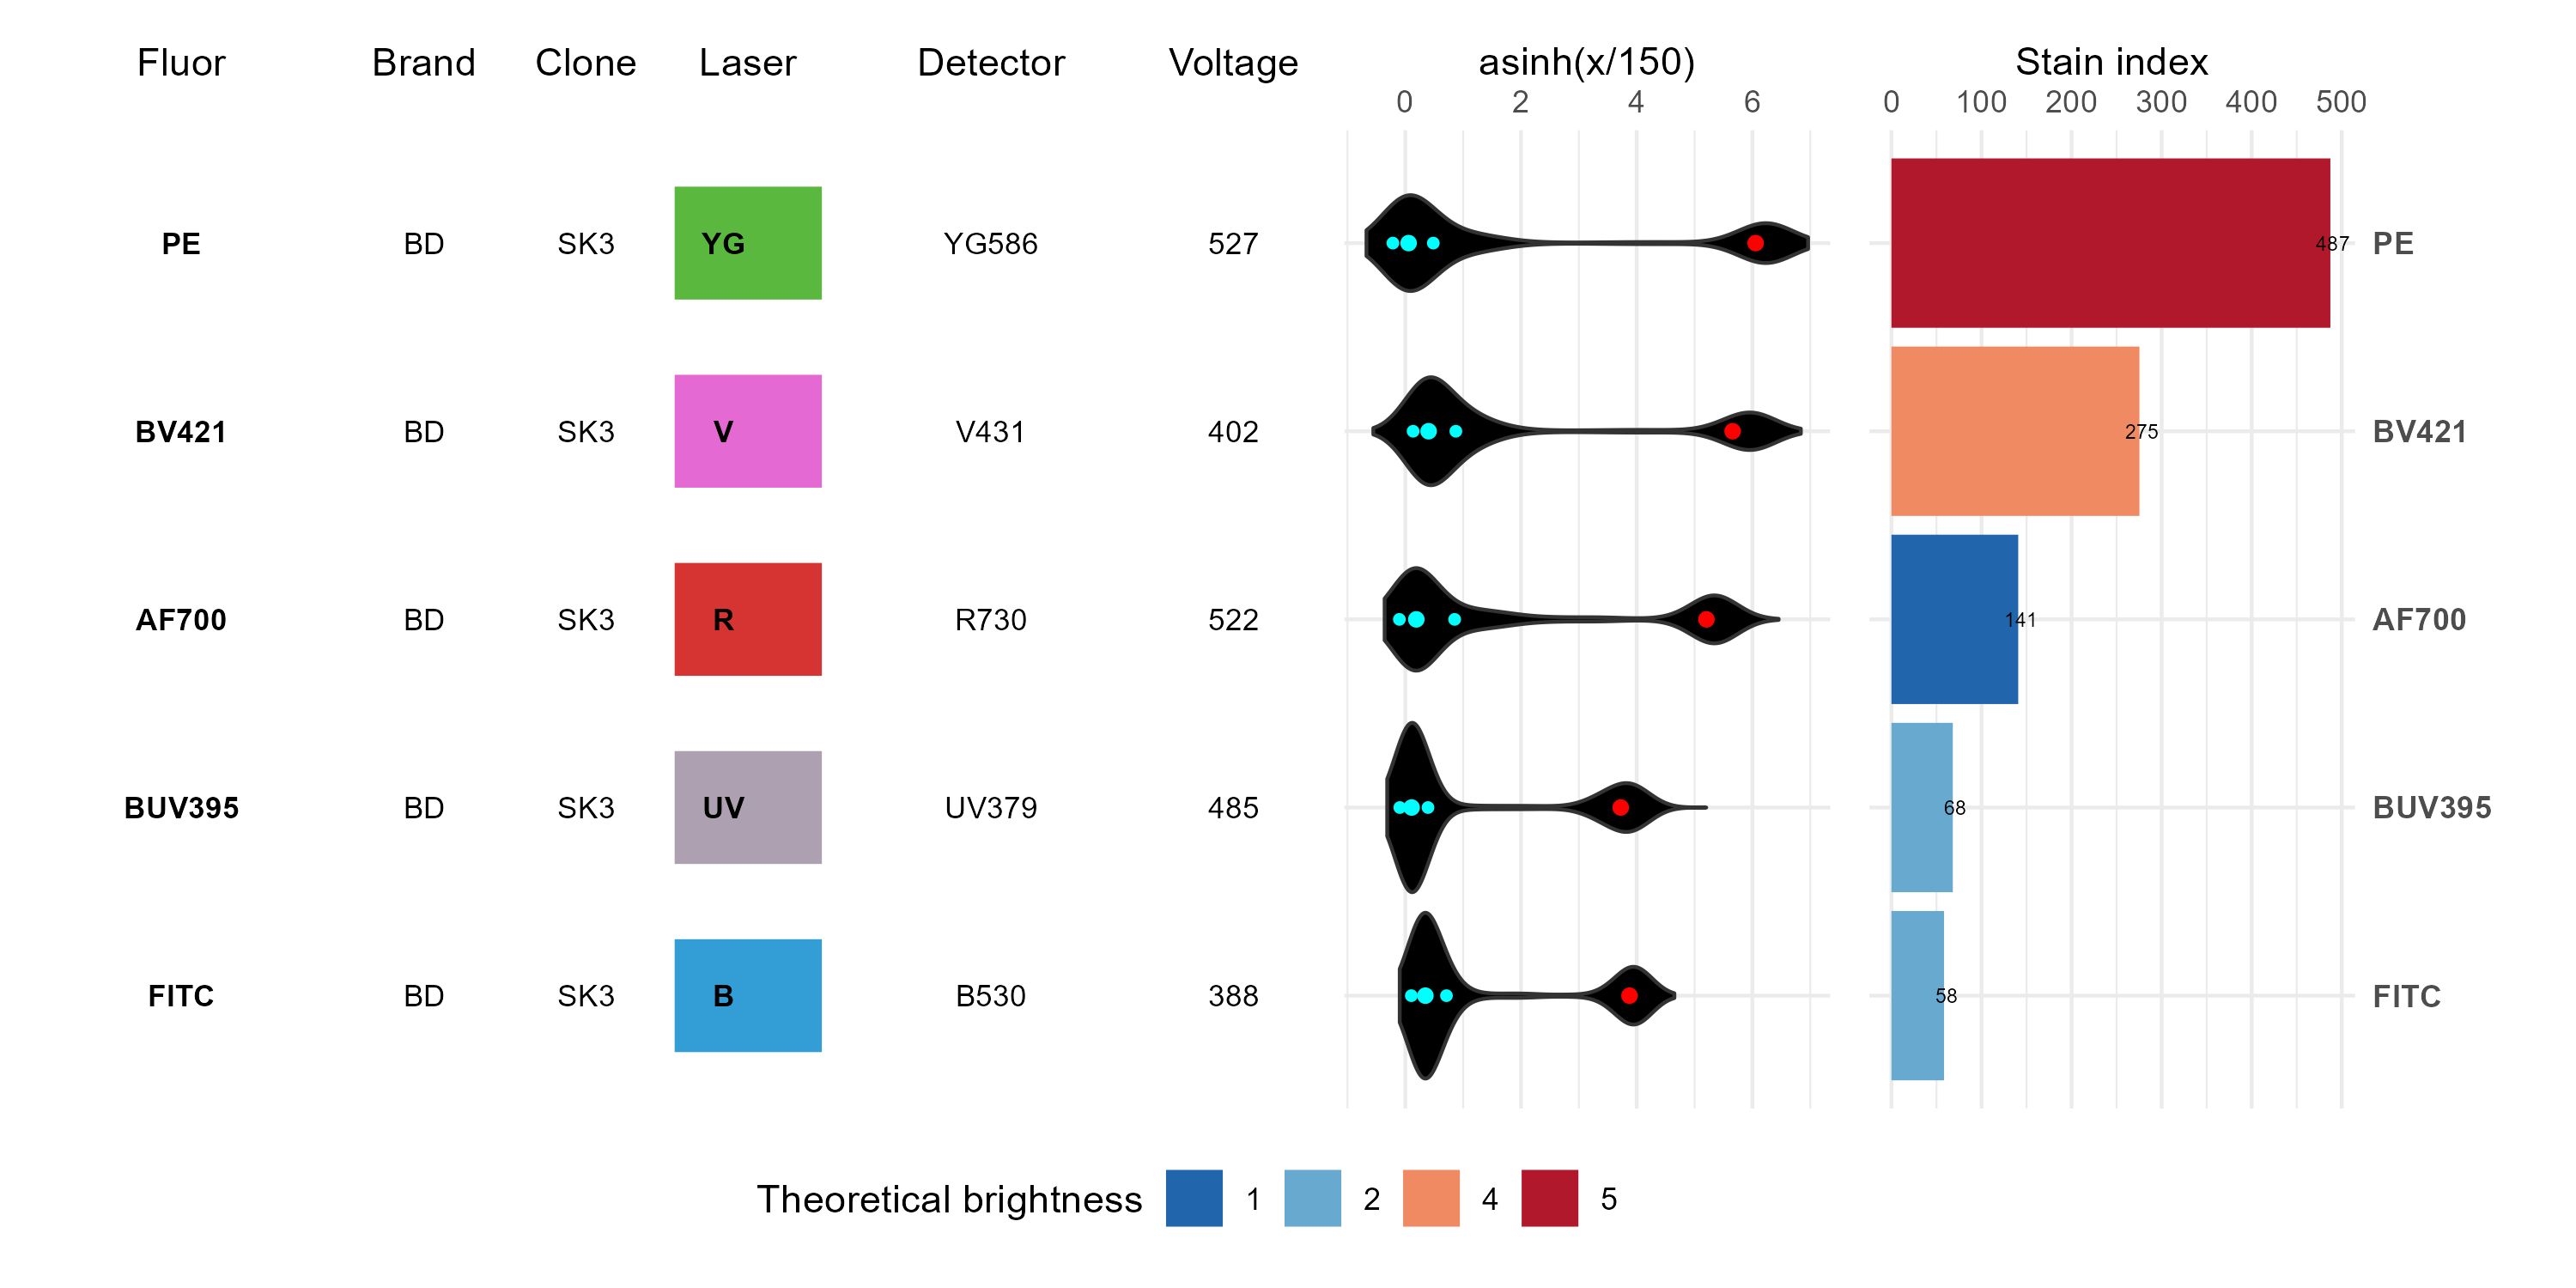 Fluor Brand Clone Laser Detector Voltage asinh(x/150) Stain index
0 2 4 6 0 100 200 300 400 500
PE BD SK3 YG YG586 527 487 PE
BV421 BD SK3 V V431 402 275 BV421
AF700 BD SK3 R R730 522 141 AF700
BUV395 BD SK3 UV UV379 485 68 BUV395
FITC BD SK3 B B530 388 58 FITC
Theoretical brightness 1 2 4 5